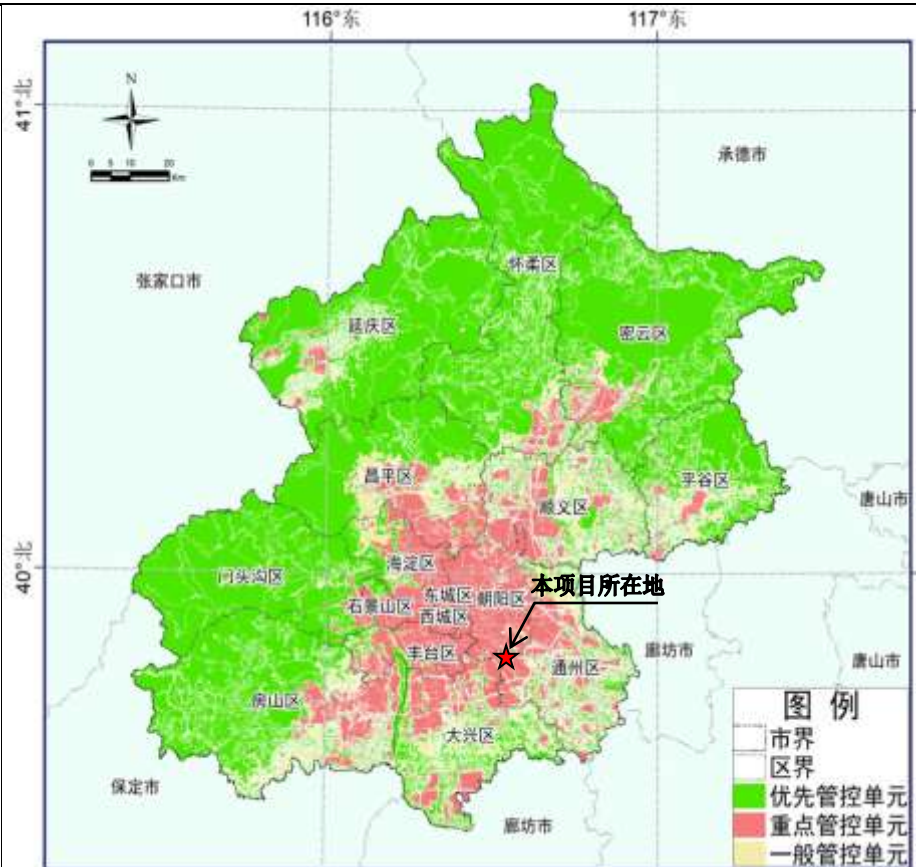 116°东
117°东
41°北
N
0 5 10 20
Km
承德市
张家口市
怀柔区
延庆区
密云区
昌平区
顺义区
平谷区
唐山市
40°北
海淀区
门头沟区
本项目所在地
东城区
朝阳区
石景山区
西城区
丰台区
通州区
廊坊市
唐山市
房山区
大兴区
保定市
廊坊市
图 例
市界
区界
优先管控单元
重点管控单元
一般管控单元